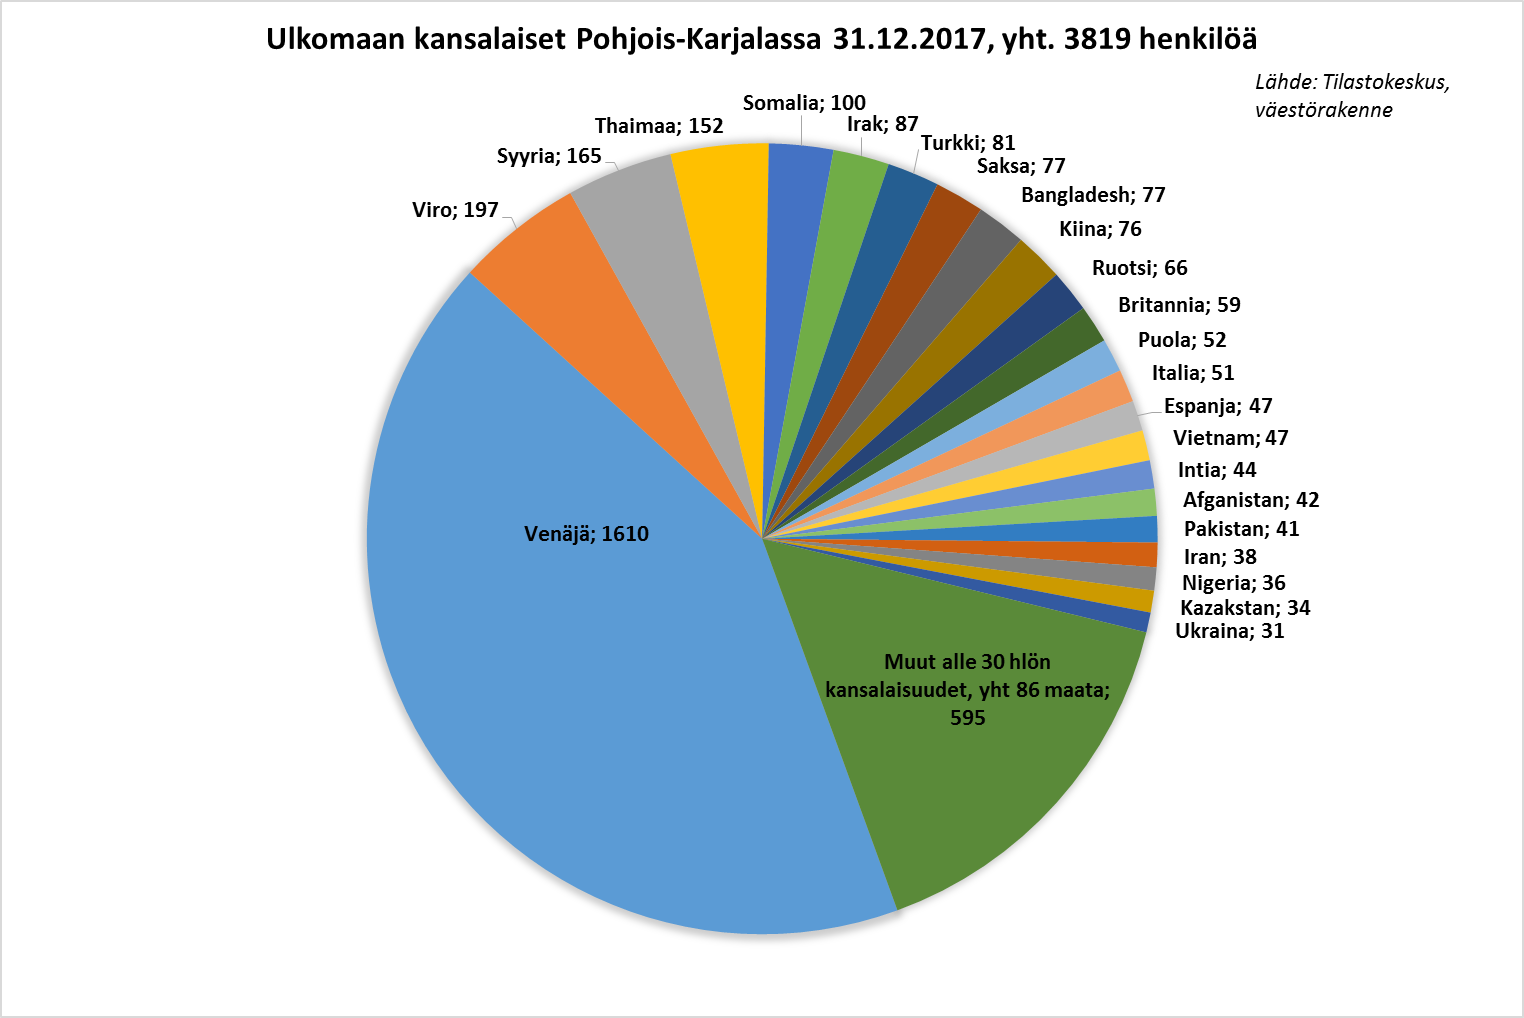 Ulkomaan kansalaiset Pohjois-Karjalassa 31.12.2017, yht. 3819 henkilöä
Lähde: Tilastokeskus,
väestörakenne
Somalia; 100
Irak; 87
Turkki; 81
Saksa; 77
Bangladesh; 77
Kiina; 76
Ruotsi; 66
Britannia; 59
Puola; 52
Italia; 51
Espanja; 47
Vietnam; 47
Intia; 44
Afganistan; 42
Pakistan; 41
Iran; 38
Nigeria; 36
Kazakstan; 34
Ukraina; 31
Muut alle 30 hlön
kansalaisuudet, yht 86 maata;
595
Venäjä; 1610
Viro; 197
Syyria; 165
Thaimaa; 152